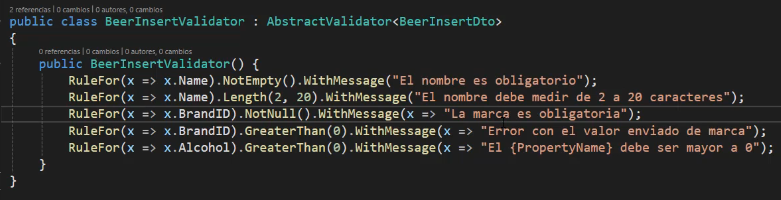 2 referencias | 0 cambios | 0 autores, 0 cambios
public class BeerInsertValidator : AbstractValidator<BeerInsertDto>
{
0 referencias | 0 cambios | 0 autores, 0 cambios
public BeerInsertValidator() {
RuleFor(x => x.Name).NotEmpty().WithMessage("El nombre es obligatorio");
RuleFor(x => x.Name).Length(2, 20).WithMessage("El nombre debe medir de 2 a 20 caracteres");
RuleFor(x => x.BrandID).NotNull().WithMessage(x => "La marca es obligatoria");
RuleFor(x => x.BrandID).GreaterThan(0).WithMessage(x => "Error con el valor enviado de marca");
RuleFor(x => x.Alcohol).GreaterThan(0).WithMessage(x => "El {PropertyName} debe ser mayor a 0");
}
}